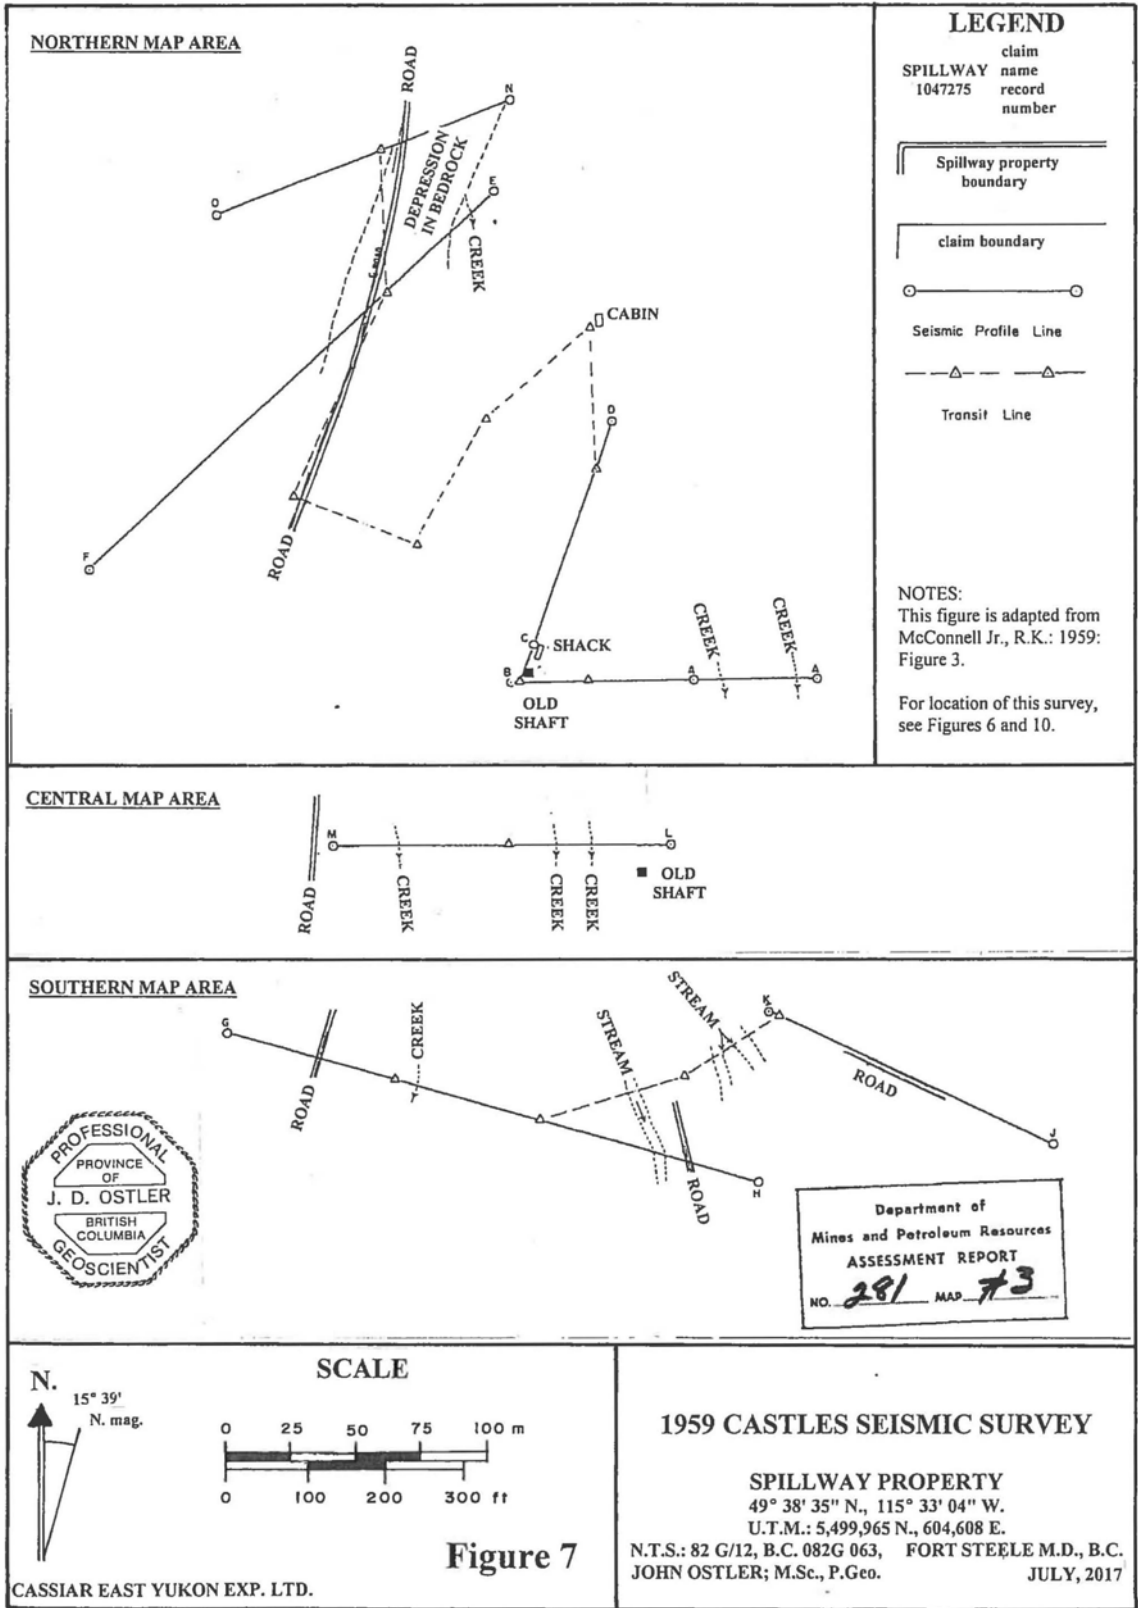 NORTHERN MAP AREA
ROAD
N
DEPRESSION
IN BEDROCK
E
O
CREEK
CABIN
D
F
ROAD
C
SHACK
B
OLD
SHAFT
A
CREEK
CREEK
A
LEGEND
claim
SPILLWAY name
1047275 record
number
Spillway property
boundary
claim boundary
Seismic Profile Line
Transit Line
NOTES:
This figure is adapted from
McConnell Jr., R.K.: 1959:
Figure 3.
For location of this survey,
see Figures 6 and 10.
CENTRAL MAP AREA
M
L
ROAD
CREEK
CREEK
CREEK
OLD
SHAFT
SOUTHERN MAP AREA
G
ROAD
CREEK
STREAM
STREAM
K
ROAD
J
ROAD
H
PROFESSIONAL
PROVINCE
OF
J. D. OSTLER
BRITISH
COLUMBIA
GEOSCIENTIST
Department of
Mines and Petroleum Resources
ASSESSMENT REPORT
NO. 281 MAP #3
N.
15° 39'
N. mag.
SCALE
0 25 50 75 100 m
0 100 200 300 ft
Figure 7
CASSIAR EAST YUKON EXP. LTD.
1959 CASTLES SEISMIC SURVEY
SPILLWAY PROPERTY
49° 38' 35" N., 115° 33' 04" W.
U.T.M.: 5,499,965 N., 604,608 E.
N.T.S.: 82 G/12, B.C. 082G 063, FORT STEELE M.D., B.C.
JOHN OSTLER; M.Sc., P.Geo. JULY, 2017